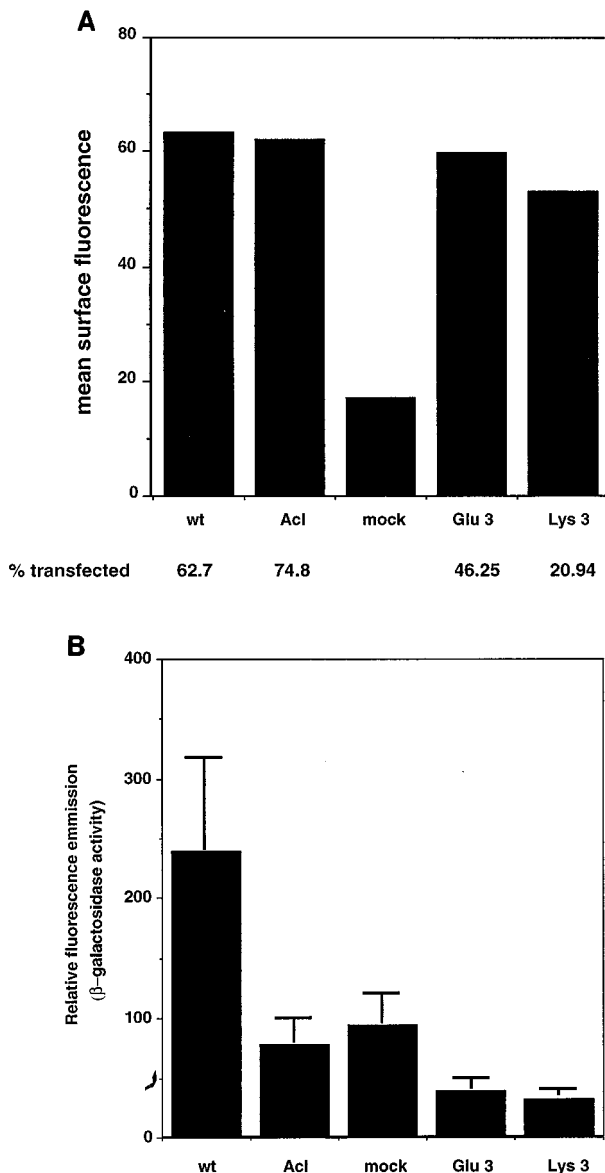 A
80
60
40
20
0
mean surface fluorescence
wt Acl mock Glu 3 Lys 3
% transfected 62.7 74.8 46.25 20.94
B
400
300
200
100
0
Relative fluorescence emmission
(β–galactosidase activity)
wt Acl mock Glu 3 Lys 3